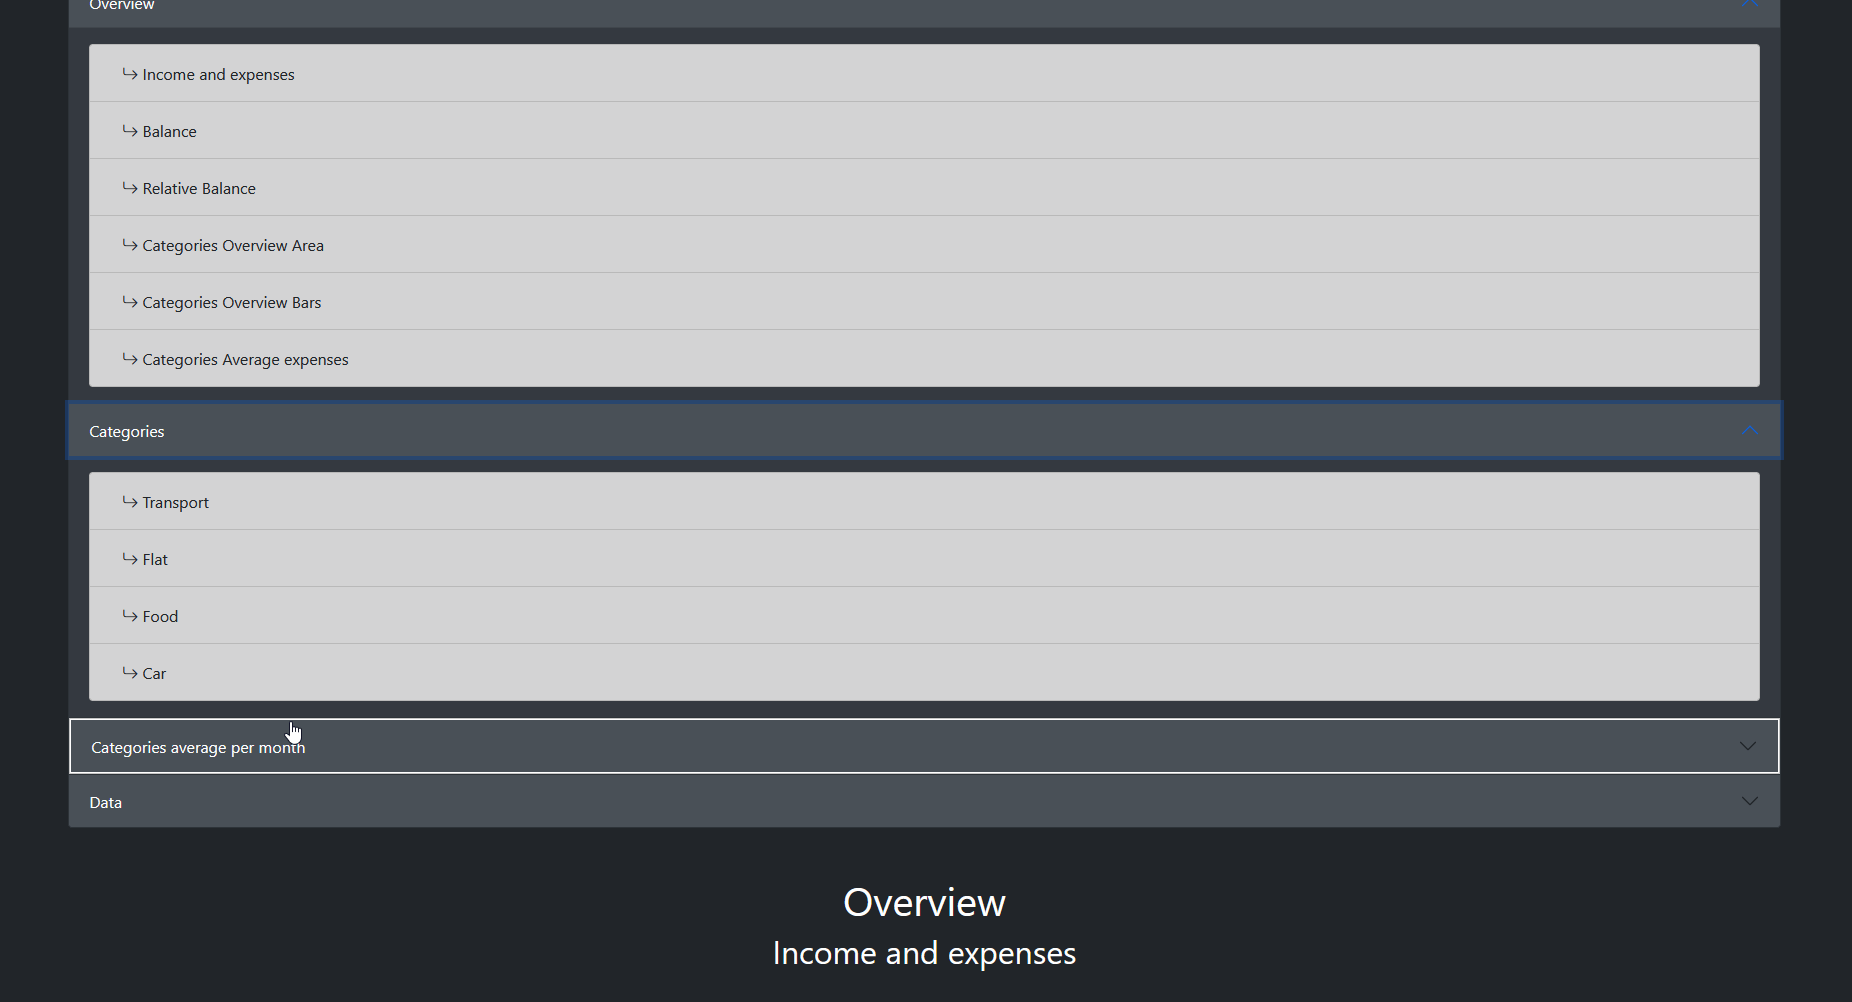 Overview
Income and expenses
Balance
Relative Balance
Categories Overview Area
Categories Overview Bars
Categories Average expenses
Categories
Transport
Flat
Food
Car
Categories average per month
Data
Overview
Income and expenses